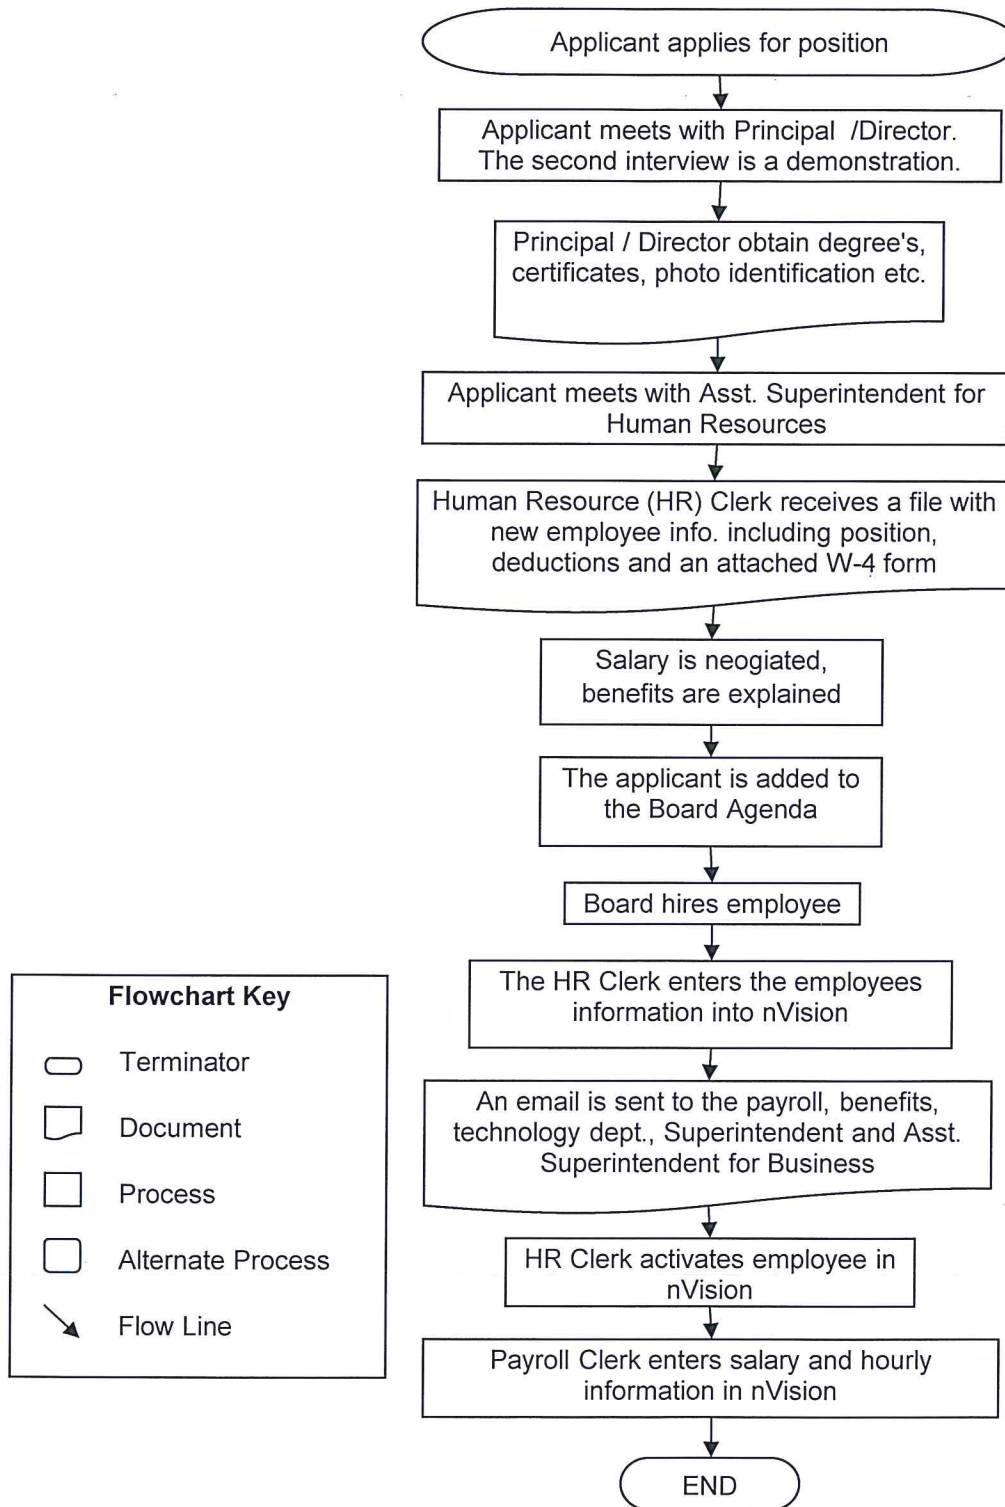 Applicant applies for position
Applicant meets with Principal /Director.
The second interview is a demonstration.
Principal / Director obtain degree's,
certificates, photo identification etc.
Applicant meets with Asst. Superintendent for
Human Resources
Human Resource (HR) Clerk receives a file with
new employee info. including position,
deductions and an attached W-4 form
Salary is neogiated,
benefits are explained
The applicant is added to
the Board Agenda
Board hires employee
The HR Clerk enters the employees
information into nVision
An email is sent to the payroll, benefits,
technology dept., Superintendent and Asst.
Superintendent for Business
HR Clerk activates employee in
nVision
Payroll Clerk enters salary and hourly
information in nVision
END
Flowchart Key
Terminator
Document
Process
Alternate Process
Flow Line